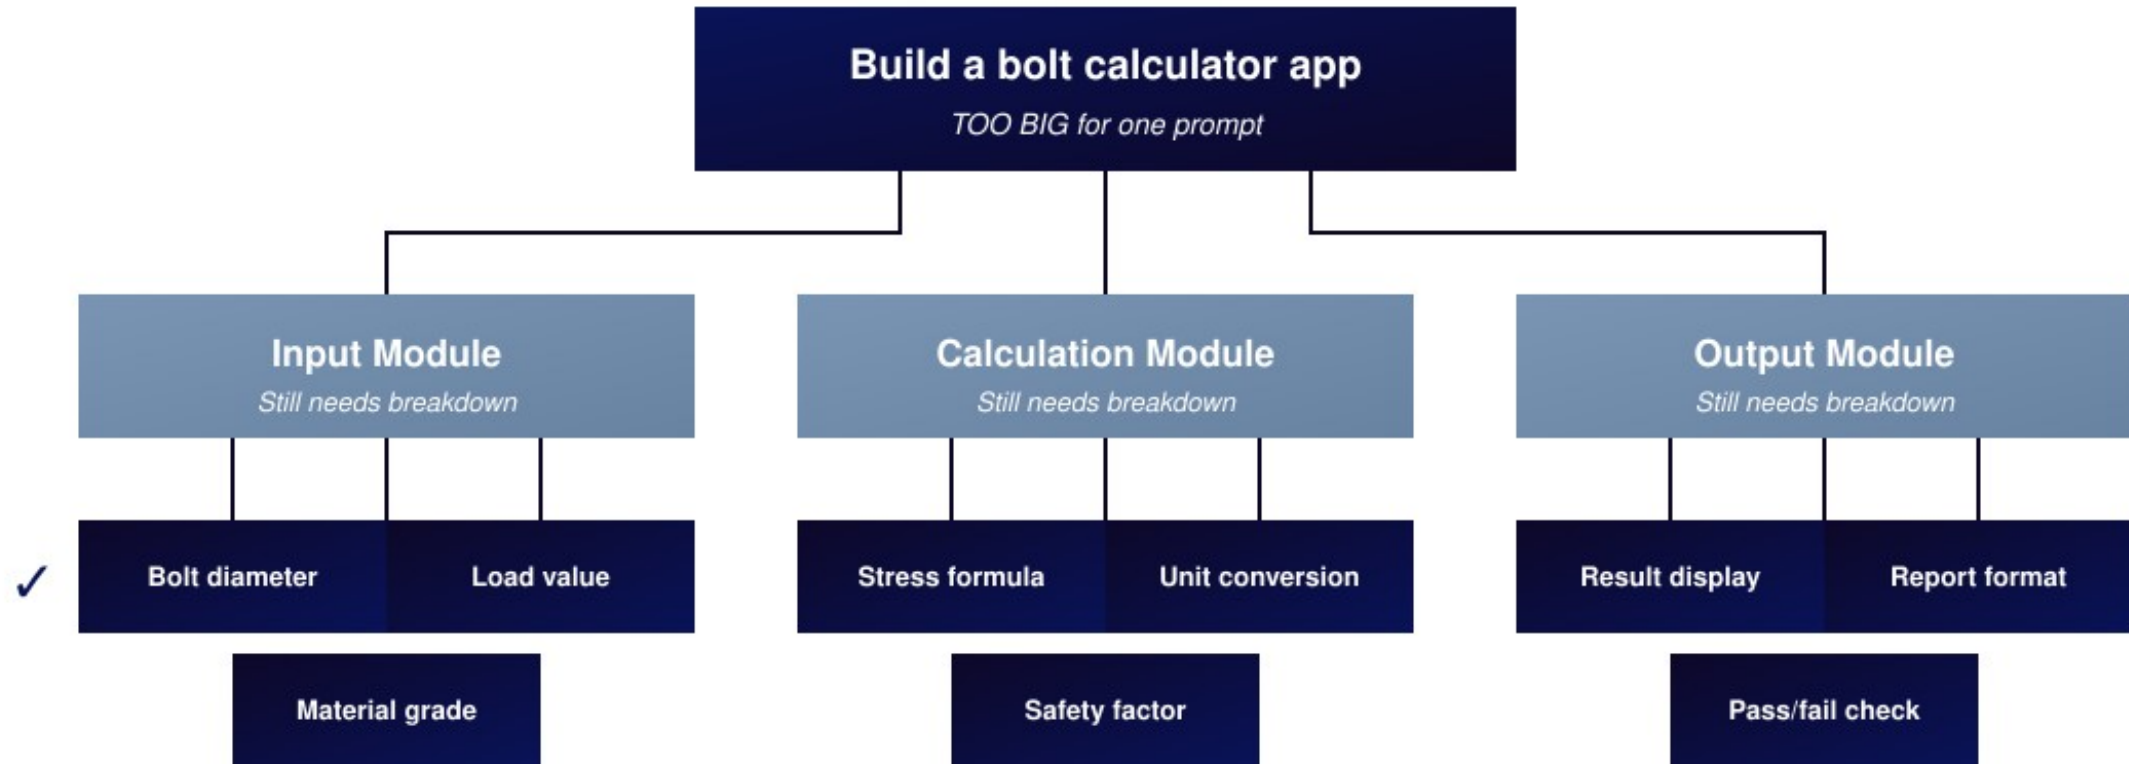 Build a bolt calculator app
TOO BIG for one prompt
Input Module
Still needs breakdown
Calculation Module
Still needs breakdown
Output Module
Still needs breakdown
✓
Bolt diameter
Load value
Stress formula
Unit conversion
Result display
Report format
Material grade
Safety factor
Pass/fail check